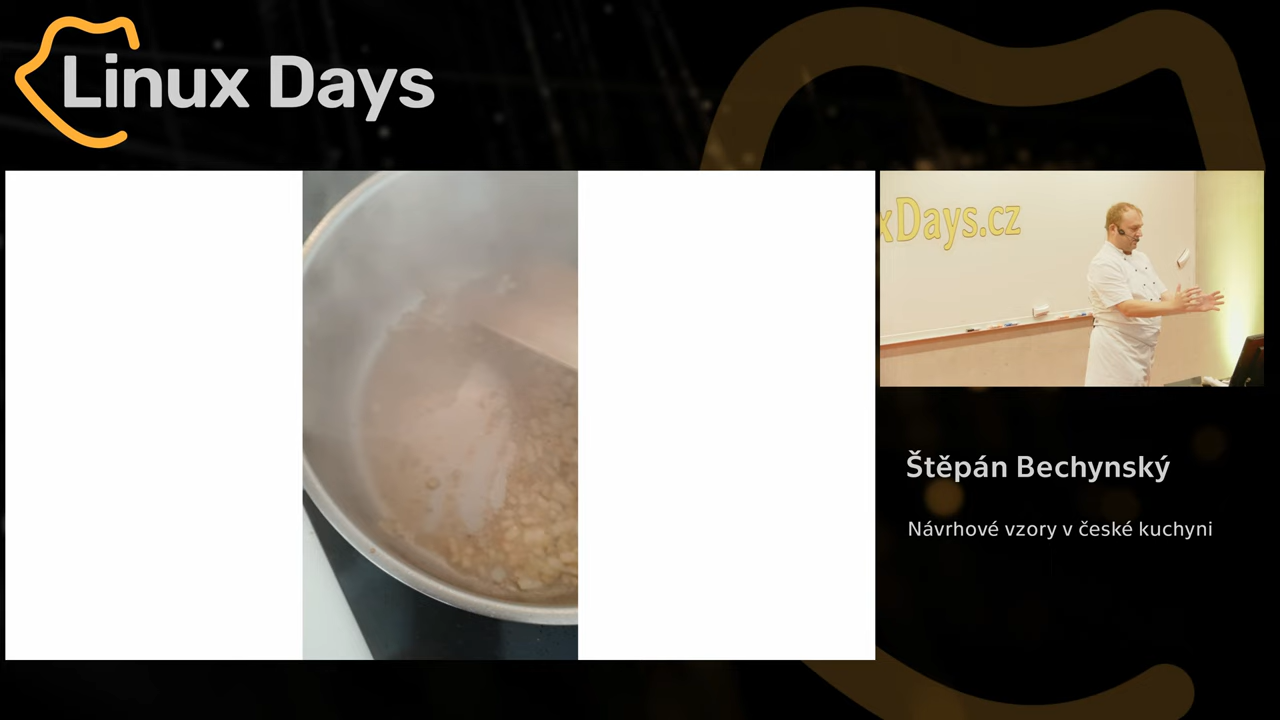 Linux Days
xDays.cz
Štěpán Bechynský
Návrhové vzory v české kuchyni